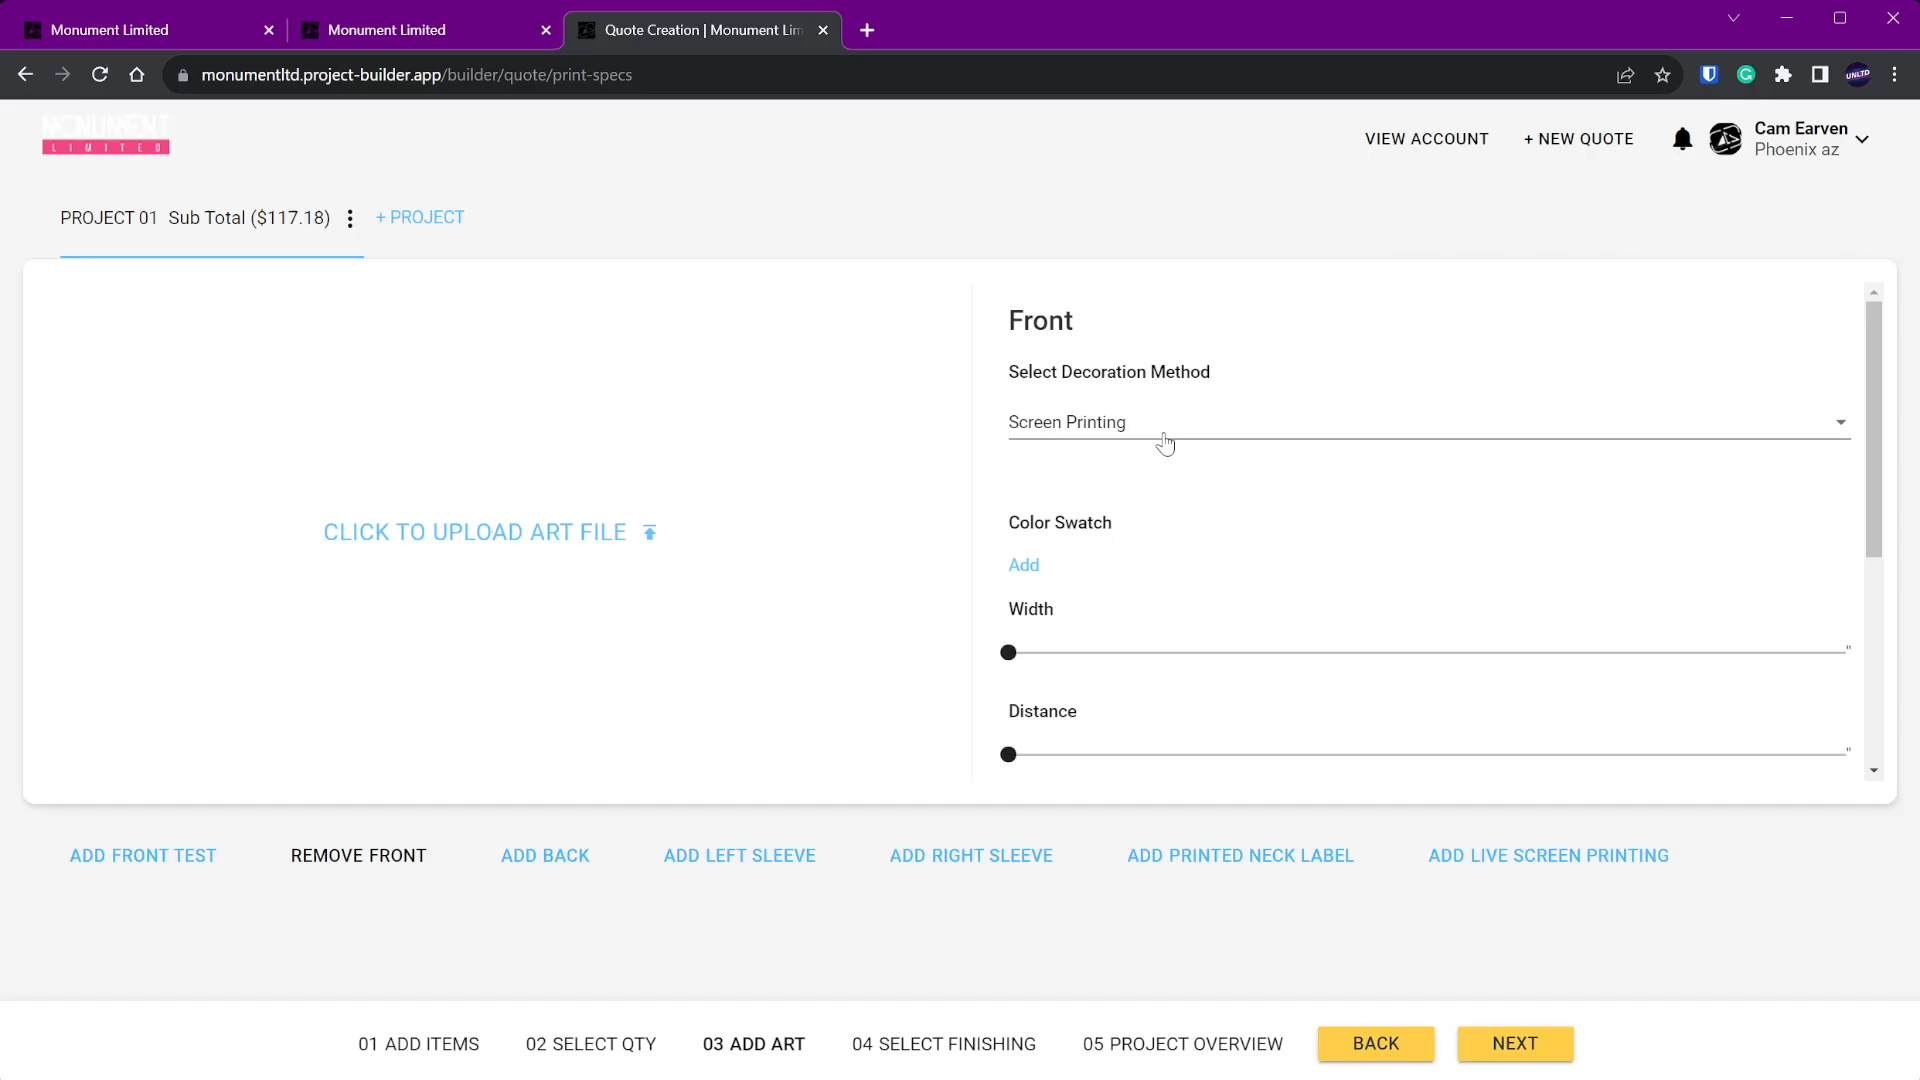 Monument Limited
Monument Limited
Quote Creation | Monument Lim
monumentltd.project-builder.app/builder/quote/print-specs
UNLTD
MONUMENT
LIMITED
VIEW ACCOUNT
+ NEW QUOTE
Cam Earven
Phoenix az
PROJECT 01 Sub Total ($117.18)
+ PROJECT
Front
Select Decoration Method
Screen Printing
CLICK TO UPLOAD ART FILE
Color Swatch
Add
Width
"
Distance
"
ADD FRONT TEST
REMOVE FRONT
ADD BACK
ADD LEFT SLEEVE
ADD RIGHT SLEEVE
ADD PRINTED NECK LABEL
ADD LIVE SCREEN PRINTING
01 ADD ITEMS
02 SELECT QTY
03 ADD ART
04 SELECT FINISHING
05 PROJECT OVERVIEW
BACK
NEXT